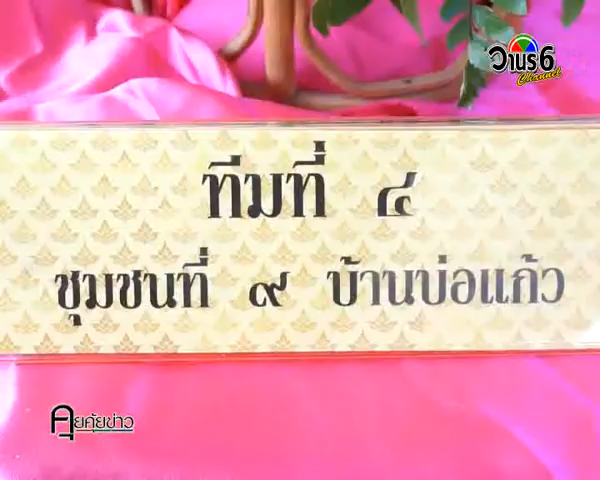 วานร6
Channel
ทีมที่ ๔
ชุมชนที่ ๙ บ้านบ่อแก้ว
คุยคุ้ยข่าว